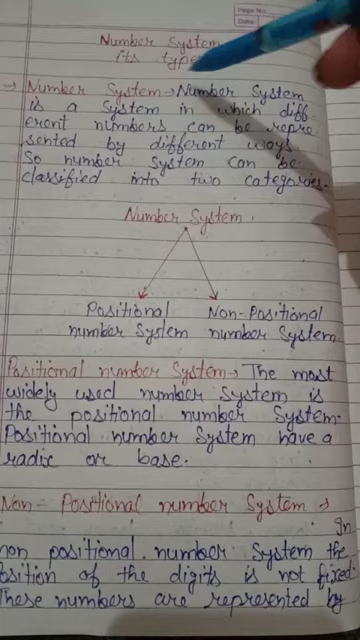 Page No.
Date
Number System
its type
→ Number System → Number System
is a System in which diff
erent numbers can be repre
sented by different ways.
So number System can be
classified into two categories.
Number System.
Positional Non-Positional
number System number System
Positional number System → The most
widely used number System is
the positional number System.
Positional number System have a
radix or base.
Non- Positional number System →
In
non positional number System the
position of the digits is not fixed.
These numbers are represented by